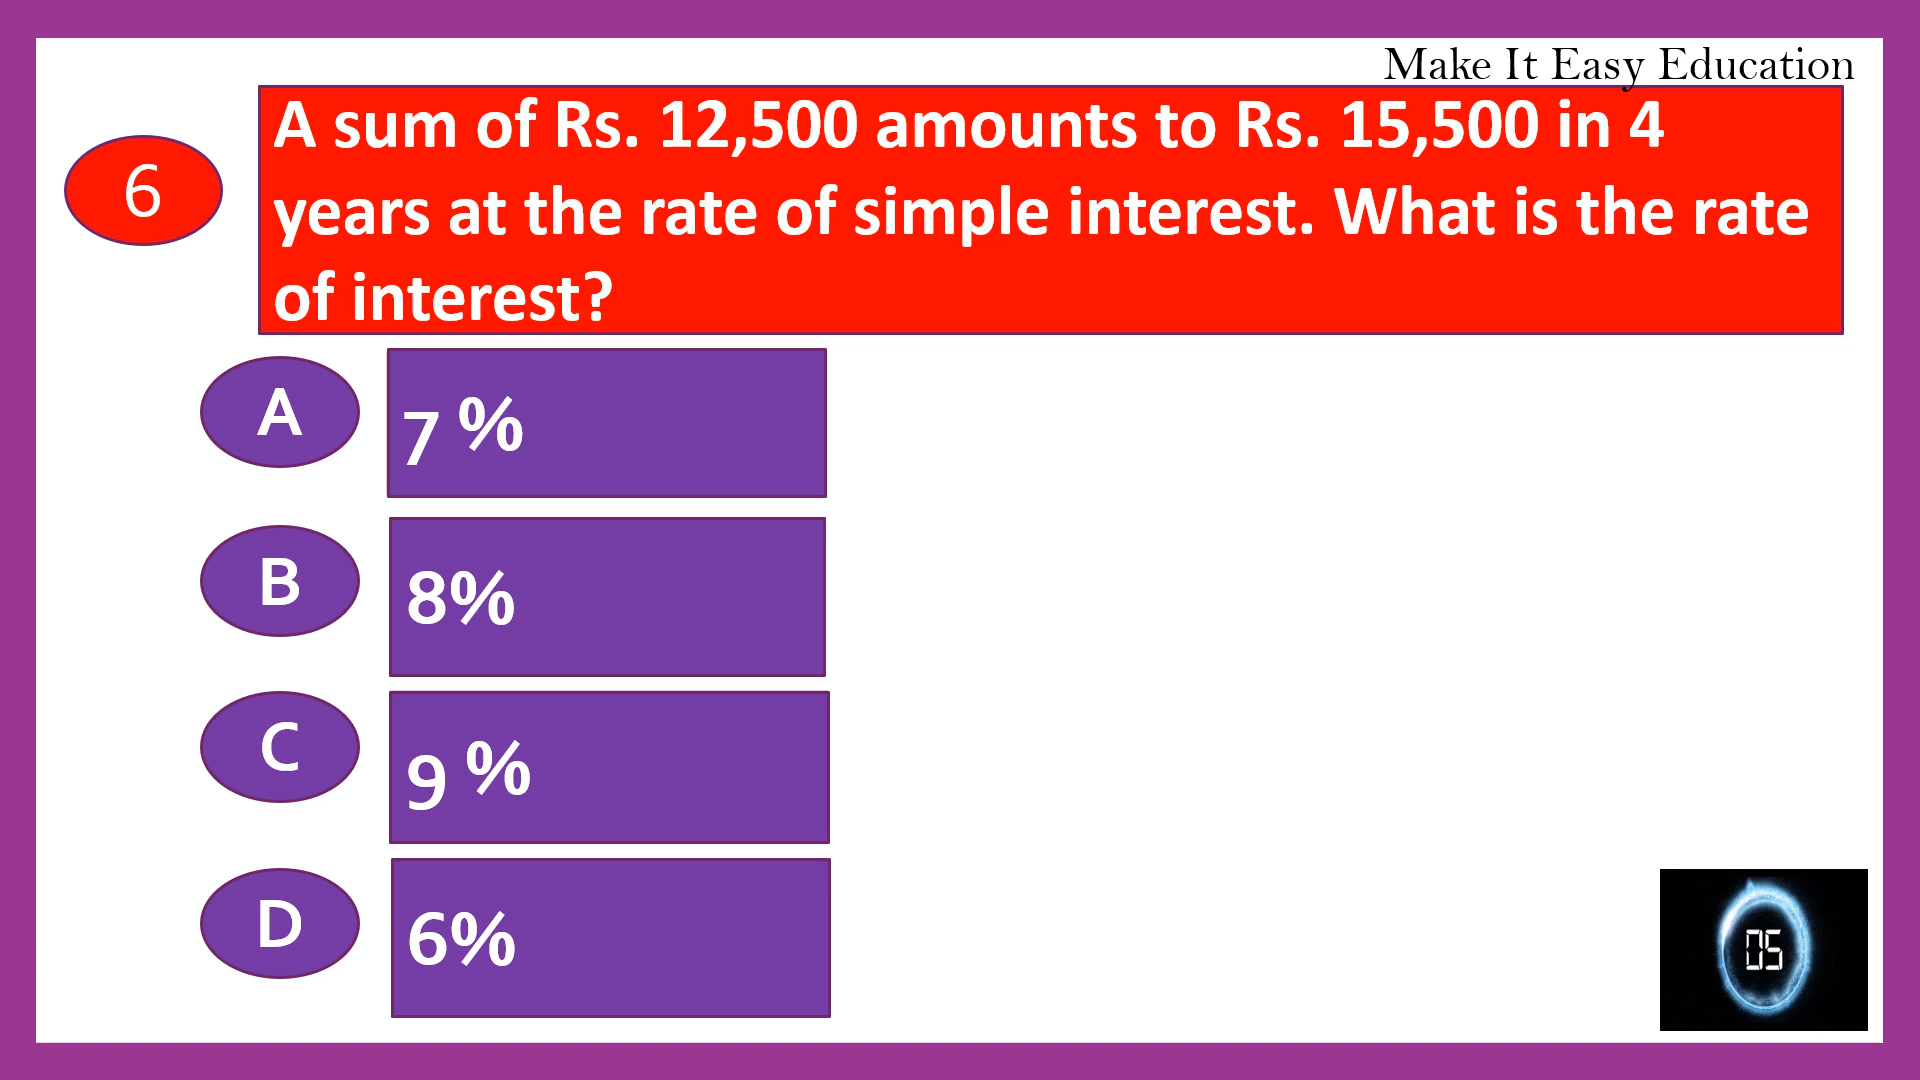 Make It Easy Education
6
A sum of Rs. 12,500 amounts to Rs. 15,500 in 4
years at the rate of simple interest. What is the rate
of interest?
A
7 %
B
8%
C
9 %
D
6%
05